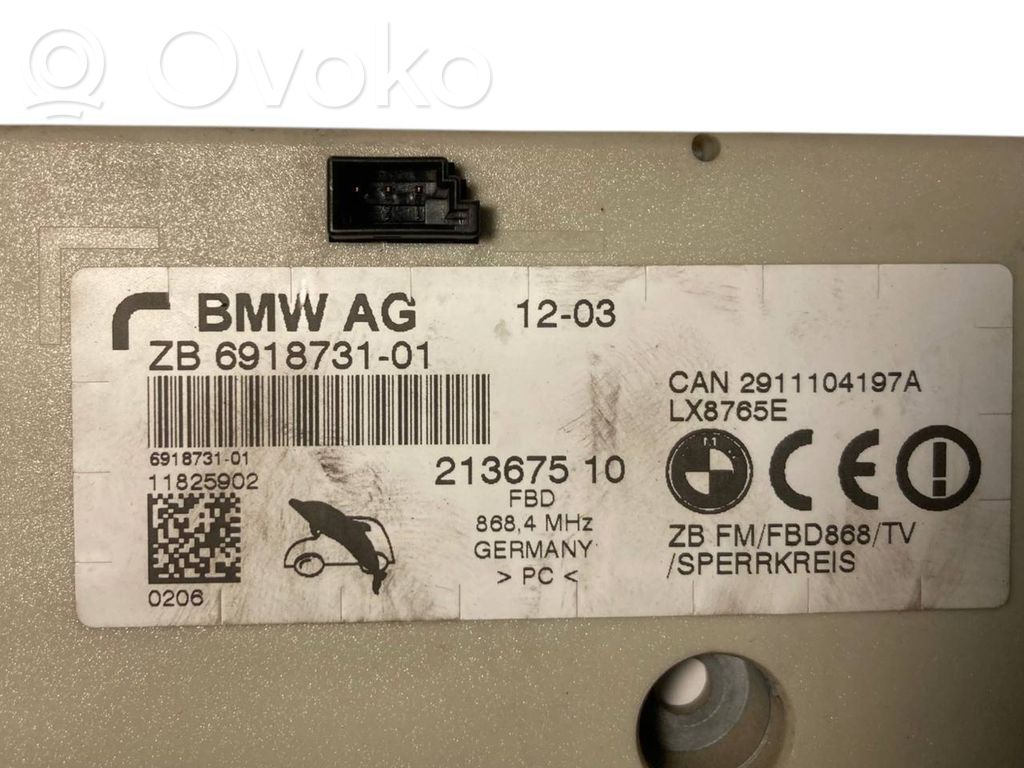 Ovoko
BMW AG 12-03
ZB 6918731-01
CAN 2911104197A
LX8765E
6918731-01
11825902
213675 10
FBD
868,4 MHz
GERMANY
> PC <
0206
CE
ZB FM/FBD868/TV
/SPERRKREIS